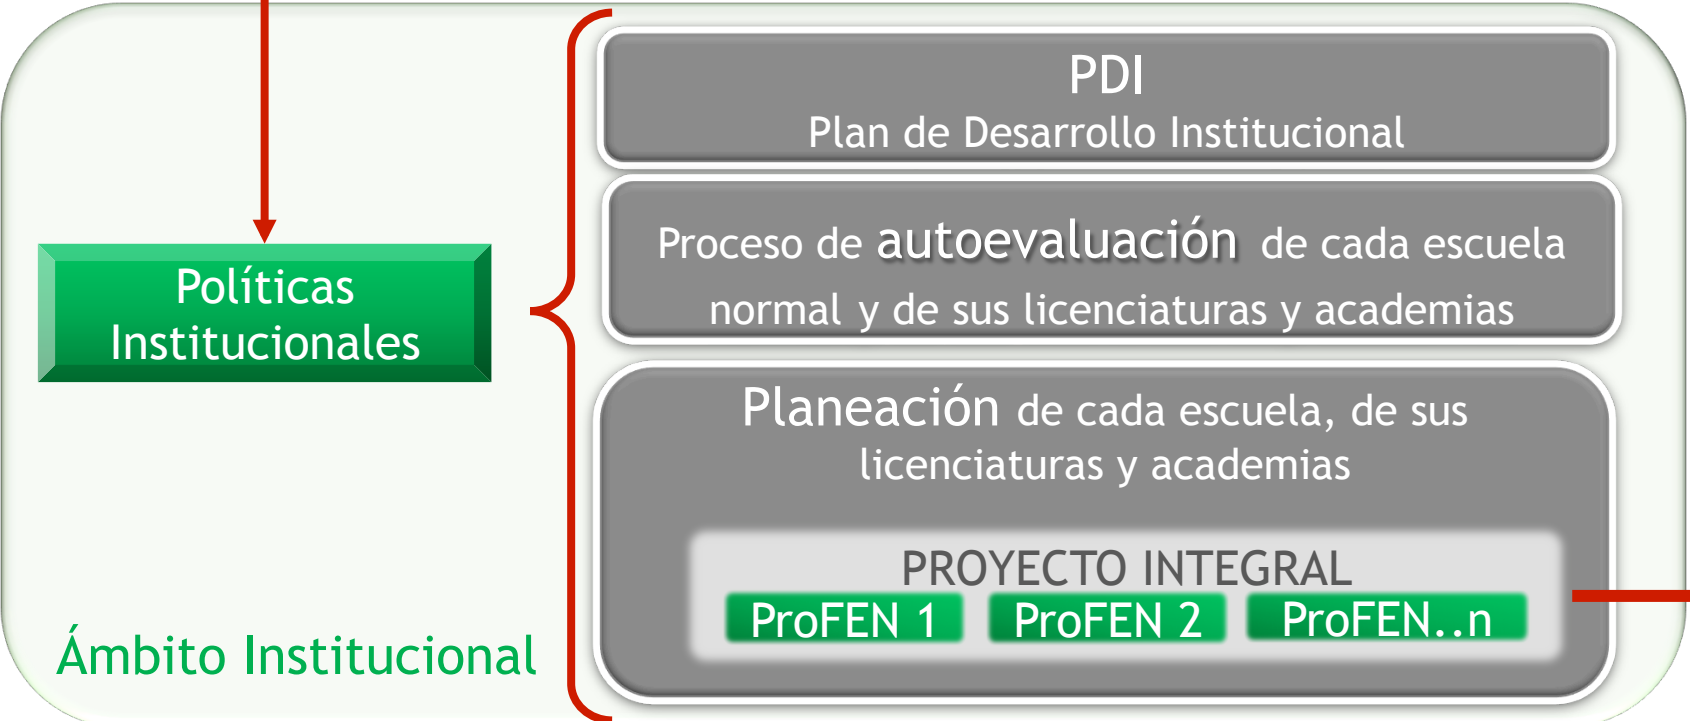 PDI
Plan de Desarrollo Institucional
Proceso de autoevaluación de cada escuela
normal y de sus licenciaturas y academias
Políticas
Institucionales
Planeación de cada escuela, de sus
licenciaturas y academias
PROYECTO INTEGRAL
ProFEN 1 ProFEN 2 ProFEN..n
Ámbito Institucional